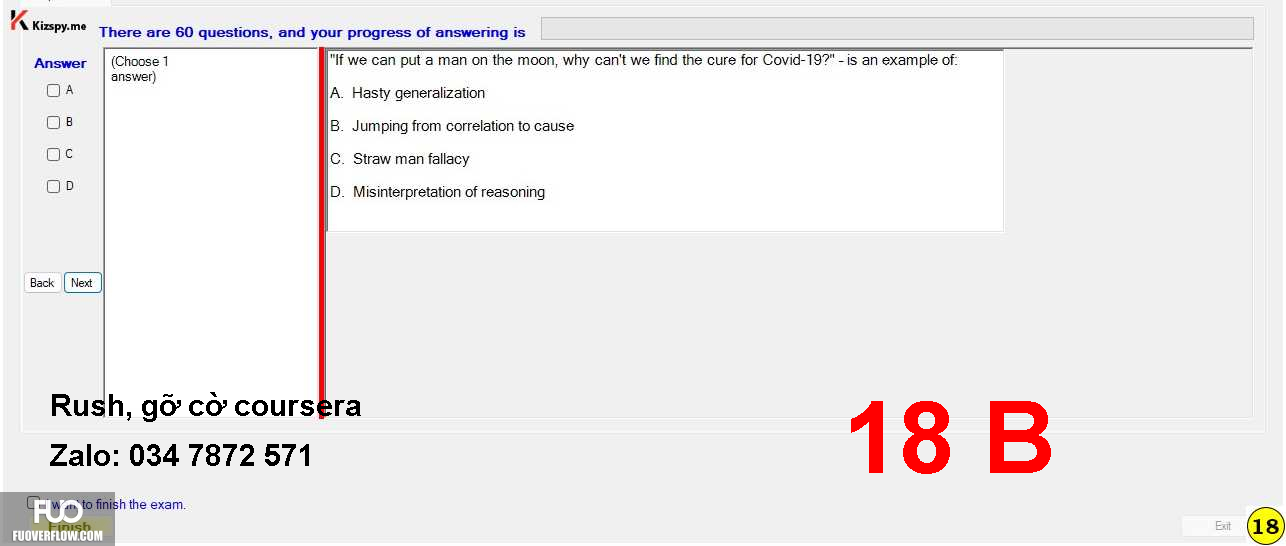 Kizspy.me
There are 60 questions, and your progress of answering is
Answer
(Choose 1
answer)
A
B
C
D
"If we can put a man on the moon, why can't we find the cure for Covid-19?" - is an example of:
A. Hasty generalization
B. Jumping from correlation to cause
C. Straw man fallacy
D. Misinterpretation of reasoning
Back
Next
Rush, gỡ cờ coursera
Zalo: 034 7872 571
18 B
I want to finish the exam.
Finish
FUO
FUOVERFLOW.COM
Exit
18